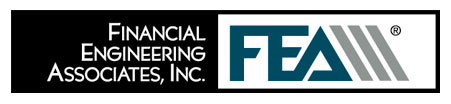 FINANCIAL
ENGINEERING
ASSOCIATES, INC.
FEA®